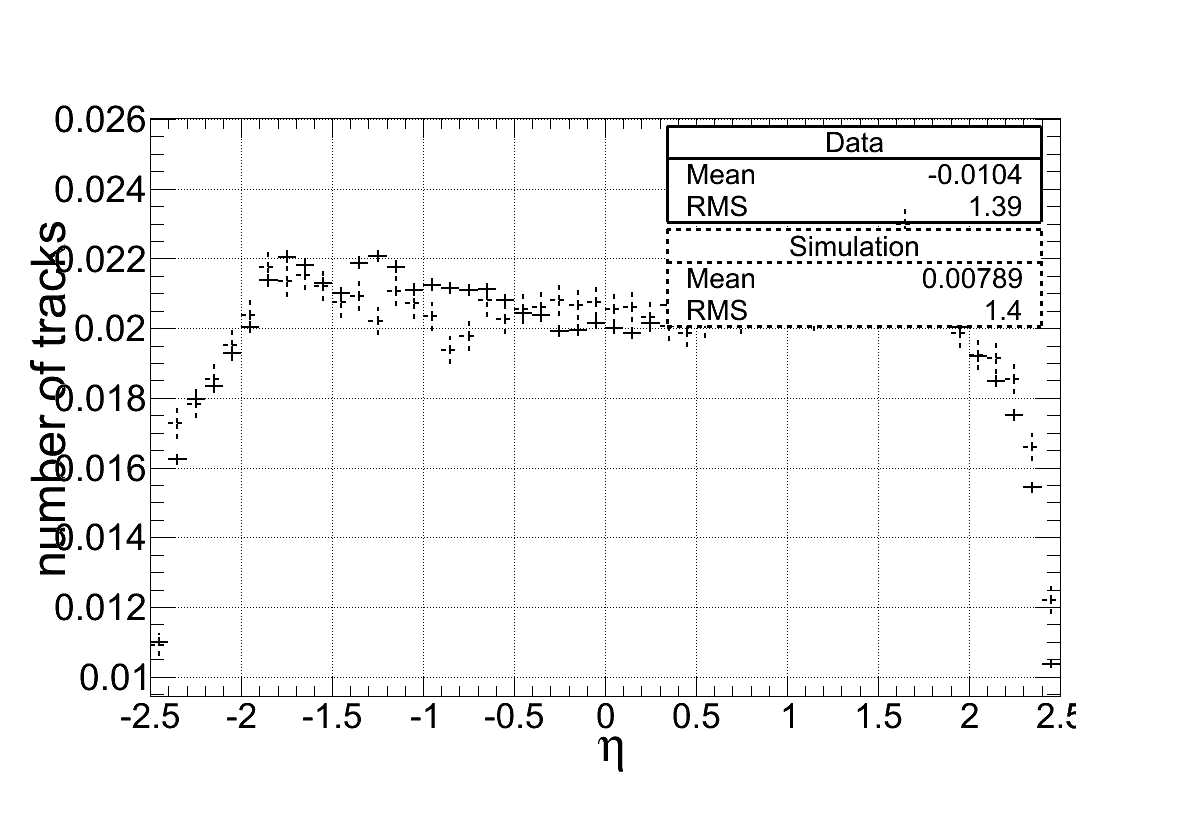 0.026
0.024
0.022
0.02
0.018
0.016
0.014
0.012
0.01
number of tracks
Data
Mean -0.0104
RMS 1.39
Simulation
Mean 0.00789
RMS 1.4
-2.5 -2 -1.5 -1 -0.5 0 0.5 1 1.5 2 2.5
η